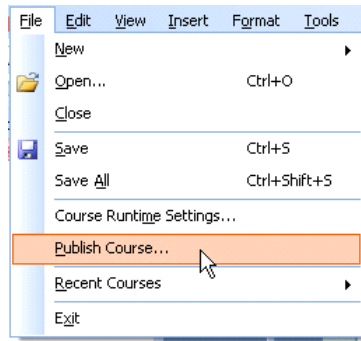 File Edit View Insert Format Tools
New
Open... Ctrl+O
Close
Save Ctrl+S
Save All Ctrl+Shift+S
Course Runtime Settings...
Publish Course...
Recent Courses
Exit